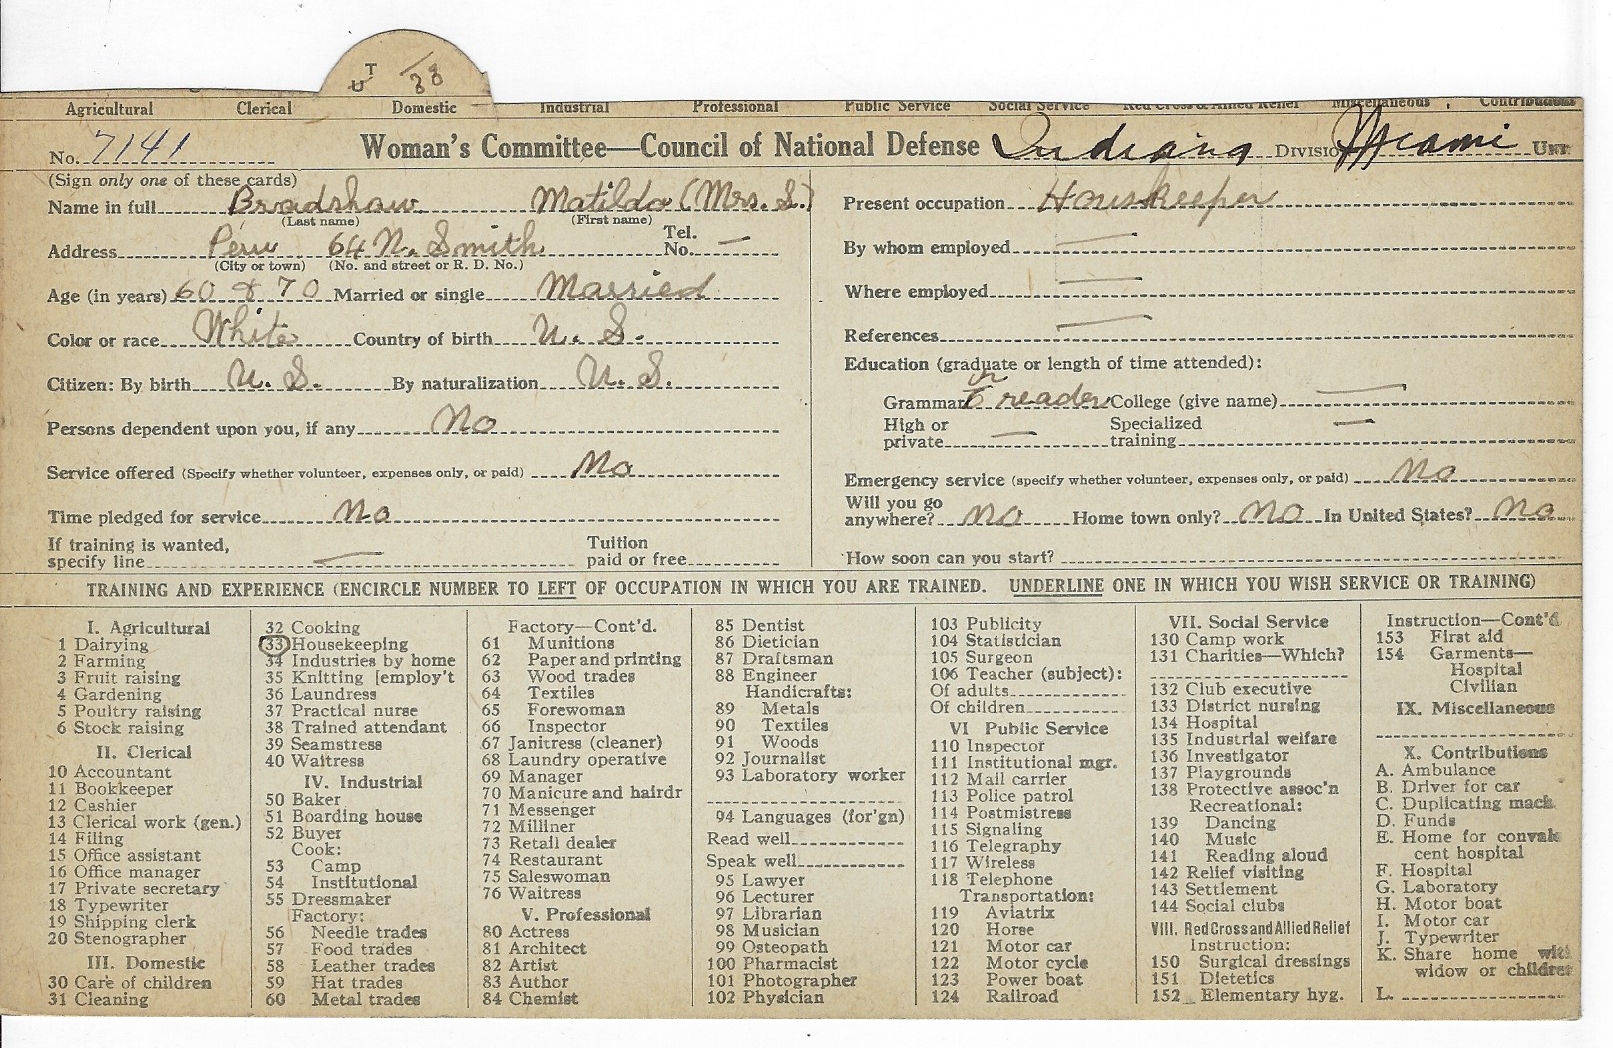 UT /33
Agricultural Clerical Domestic Industrial Professional Public Service Social Service Red Cross & Allied Relief Miscellaneous Contributions
No. 7141 Woman's Committee—Council of National Defense Indiana Division Miami Unit
(Sign only one of these cards)
Name in full Bradshaw Matilda (Mrs. S.)
(Last name) (First name)
Address Peru 64 N. Smith Tel. No. —
(City or town) (No. and street or R. D. No.)
Age (in years) 60 & 70 Married or single Married
Color or race White Country of birth U. S.
Citizen: By birth U. S. By naturalization U. S.
Persons dependent upon you, if any No
Service offered (Specify whether volunteer, expenses only, or paid) No
Time pledged for service No
If training is wanted, specify line — Tuition paid or free
Present occupation Houskeeper
By whom employed —
Where employed —
References —
Education (graduate or length of time attended):
Grammar 5 reader College (give name) —
High or private — Specialized training —
Emergency service (specify whether volunteer, expenses only, or paid) No
Will you go anywhere? No Home town only? No In United States? No
How soon can you start?
TRAINING AND EXPERIENCE (ENCIRCLE NUMBER TO LEFT OF OCCUPATION IN WHICH YOU ARE TRAINED. UNDERLINE ONE IN WHICH YOU WISH SERVICE OR TRAINING)
I. Agricultural
1 Dairying
2 Farming
3 Fruit raising
4 Gardening
5 Poultry raising
6 Stock raising
II. Clerical
10 Accountant
11 Bookkeeper
12 Cashier
13 Clerical work (gen.)
14 Filing
15 Office assistant
16 Office manager
17 Private secretary
18 Typewriter
19 Shipping clerk
20 Stenographer
III. Domestic
30 Care of children
31 Cleaning
32 Cooking
33 Housekeeping
34 Industries by home
35 Knitting [employ't
36 Laundress
37 Practical nurse
38 Trained attendant
39 Seamstress
40 Waitress
IV. Industrial
50 Baker
51 Boarding house
52 Buyer
Cook:
53 Camp
54 Institutional
55 Dressmaker
Factory:
56 Needle trades
57 Food trades
58 Leather trades
59 Hat trades
60 Metal trades
Factory—Cont'd.
61 Munitions
62 Paper and printing
63 Wood trades
64 Textiles
65 Forewoman
66 Inspector
67 Janitress (cleaner)
68 Laundry operative
69 Manager
70 Manicure and hairdr
71 Messenger
72 Milliner
73 Retail dealer
74 Restaurant
75 Saleswoman
76 Waitress
V. Professional
80 Actress
81 Architect
82 Artist
83 Author
84 Chemist
85 Dentist
86 Dietician
87 Draftsman
88 Engineer
Handicrafts:
89 Metals
90 Textiles
91 Woods
92 Journalist
93 Laboratory worker
94 Languages (for'gn)
Read well
Speak well
95 Lawyer
96 Lecturer
97 Librarian
98 Musician
99 Osteopath
100 Pharmacist
101 Photographer
102 Physician
103 Publicity
104 Statistician
105 Surgeon
106 Teacher (subject):
Of adults
Of children
VI Public Service
110 Inspector
111 Institutional mgr.
112 Mail carrier
113 Police patrol
114 Postmistress
115 Signaling
116 Telegraphy
117 Wireless
118 Telephone
Transportation:
119 Aviatrix
120 Horse
121 Motor car
122 Motor cycle
123 Power boat
124 Railroad
VII. Social Service
130 Camp work
131 Charities—Which?
132 Club executive
133 District nursing
134 Hospital
135 Industrial welfare
136 Investigator
137 Playgrounds
138 Protective assoc'n
Recreational:
139 Dancing
140 Music
141 Reading aloud
142 Relief visiting
143 Settlement
144 Social clubs
VIII. Red Cross and Allied Relief
Instruction:
150 Surgical dressings
151 Dietetics
152 Elementary hyg.
Instruction—Cont'd
153 First aid
154 Garments—
Hospital
Civilian
IX. Miscellaneous
X. Contributions
A. Ambulance
B. Driver for car
C. Duplicating mach
D. Funds
E. Home for convales
cent hospital
F. Hospital
G. Laboratory
H. Motor boat
I. Motor car
J. Typewriter
K. Share home with
widow or children
L.